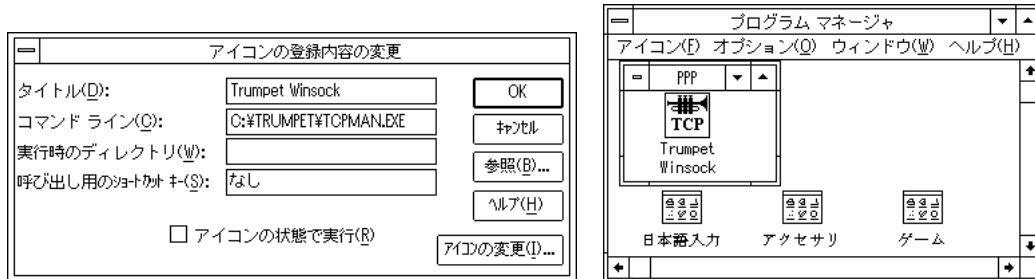 アイコンの登録内容の変更
タイトル(D):
Trumpet Winsock
OK
コマンド ライン(C):
C:¥TRUMPET¥TCPMAN.EXE
ｷｬﾝｾﾙ
実行時のディレクトリ(W):
参照(B)...
呼び出し用のｼｮｰﾄｶｯﾄ ｷｰ(S):
なし
ﾍﾙﾌﾟ(H)
アイコンの状態で実行(R)
ｱｲｺﾝの変更(I)...
プログラム マネージャ
アイコン(F) オプション(O) ウィンドウ(W) ヘルプ(H)
PPP
TCP
Trumpet
Winsock
日本語入力
アクセサリ
ゲーム